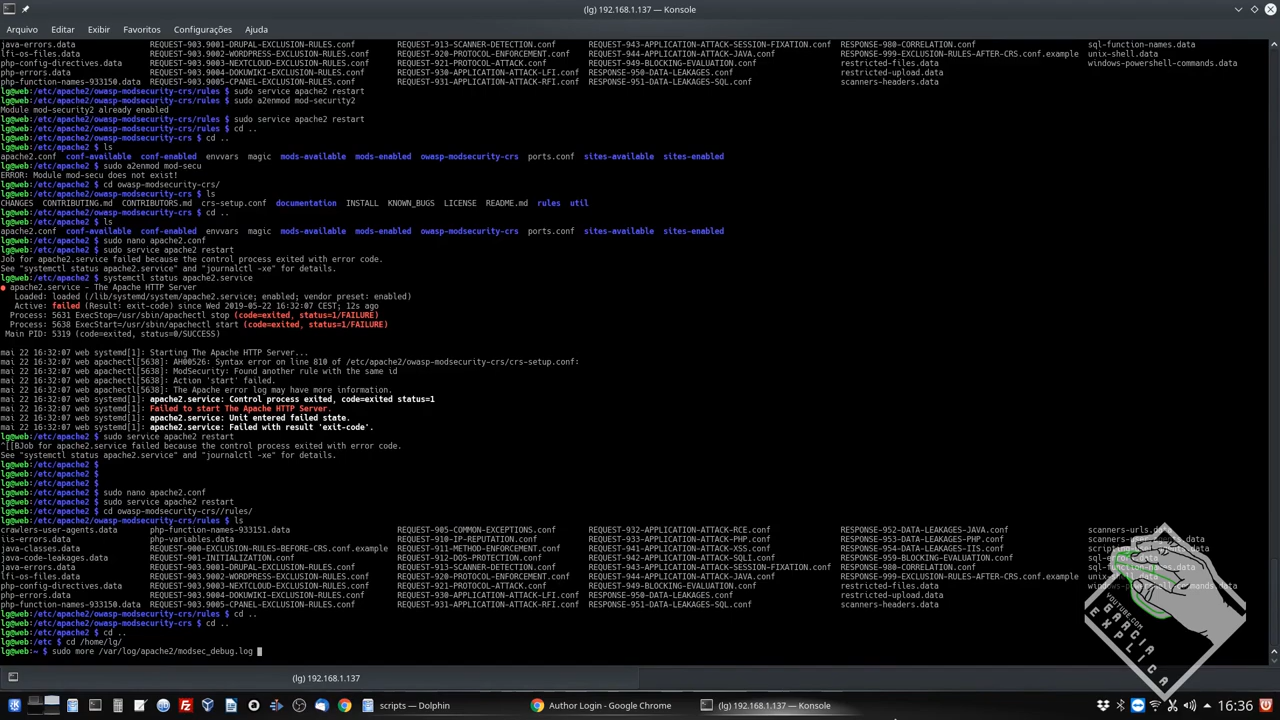 (lg) 192.168.1.137 — Konsole
Arquivo Editar Exibir Favoritos Configurações Ajuda
java-errors.data REQUEST-903.9001-DRUPAL-EXCLUSION-RULES.conf REQUEST-913-SCANNER-DETECTION.conf REQUEST-943-APPLICATION-ATTACK-SESSION-FIXATION.conf RESPONSE-980-CORRELATION.conf sql-function-names.data
lfi-os-files.data REQUEST-903.9002-WORDPRESS-EXCLUSION-RULES.conf REQUEST-920-PROTOCOL-ENFORCEMENT.conf REQUEST-944-APPLICATION-ATTACK-JAVA.conf RESPONSE-999-EXCLUSION-RULES-AFTER-CRS.conf.example unix-shell.data
php-config-directives.data REQUEST-903.9003-NEXTCLOUD-EXCLUSION-RULES.conf REQUEST-921-PROTOCOL-ATTACK.conf REQUEST-949-BLOCKING-EVALUATION.conf restricted-files.data windows-powershell-commands.data
php-errors.data REQUEST-903.9004-DOKUWIKI-EXCLUSION-RULES.conf REQUEST-930-APPLICATION-ATTACK-LFI.conf RESPONSE-950-DATA-LEAKAGES.conf restricted-upload.data
php-function-names-933150.data REQUEST-903.9005-CPANEL-EXCLUSION-RULES.conf REQUEST-931-APPLICATION-ATTACK-RFI.conf RESPONSE-951-DATA-LEAKAGES-SQL.conf scanners-headers.data
lg@web:/etc/apache2/owasp-modsecurity-crs/rules $ sudo service apache2 restart
lg@web:/etc/apache2/owasp-modsecurity-crs/rules $ sudo a2enmod mod-security2
Module mod-security2 already enabled
lg@web:/etc/apache2/owasp-modsecurity-crs/rules $ sudo service apache2 restart
lg@web:/etc/apache2/owasp-modsecurity-crs/rules $ cd ..
lg@web:/etc/apache2/owasp-modsecurity-crs $ cd ..
lg@web:/etc/apache2 $ ls
apache2.conf conf-available conf-enabled envvars magic mods-available mods-enabled owasp-modsecurity-crs ports.conf sites-available sites-enabled
lg@web:/etc/apache2 $ sudo a2enmod mod-secu
ERROR: Module mod-secu does not exist!
lg@web:/etc/apache2 $ cd owasp-modsecurity-crs/
lg@web:/etc/apache2/owasp-modsecurity-crs $ ls
CHANGES CONTRIBUTING.md CONTRIBUTORS.md crs-setup.conf documentation INSTALL KNOWN_BUGS LICENSE README.md rules util
lg@web:/etc/apache2/owasp-modsecurity-crs $ cd ..
lg@web:/etc/apache2 $ ls
apache2.conf conf-available conf-enabled envvars magic mods-available mods-enabled owasp-modsecurity-crs ports.conf sites-available sites-enabled
lg@web:/etc/apache2 $ sudo nano apache2.conf
lg@web:/etc/apache2 $ sudo service apache2 restart
Job for apache2.service failed because the control process exited with error code.
See "systemctl status apache2.service" and "journalctl -xe" for details.
lg@web:/etc/apache2 $ systemctl status apache2.service
● apache2.service - The Apache HTTP Server
Loaded: loaded (/lib/systemd/system/apache2.service; enabled; vendor preset: enabled)
Active: failed (Result: exit-code) since Wed 2019-05-22 16:32:07 CEST; 12s ago
Process: 5631 ExecStop=/usr/sbin/apachectl stop (code=exited, status=1/FAILURE)
Process: 5638 ExecStart=/usr/sbin/apachectl start (code=exited, status=1/FAILURE)
Main PID: 5319 (code=exited, status=0/SUCCESS)
mai 22 16:32:07 web systemd[1]: Starting The Apache HTTP Server...
mai 22 16:32:07 web apachectl[5638]: AH00526: Syntax error on line 810 of /etc/apache2/owasp-modsecurity-crs/crs-setup.conf:
mai 22 16:32:07 web apachectl[5638]: ModSecurity: Found another rule with the same id
mai 22 16:32:07 web apachectl[5638]: Action 'start' failed.
mai 22 16:32:07 web apachectl[5638]: The Apache error log may have more information.
mai 22 16:32:07 web systemd[1]: apache2.service: Control process exited, code=exited status=1
mai 22 16:32:07 web systemd[1]: Failed to start The Apache HTTP Server.
mai 22 16:32:07 web systemd[1]: apache2.service: Unit entered failed state.
mai 22 16:32:07 web systemd[1]: apache2.service: Failed with result 'exit-code'.
lg@web:/etc/apache2 $ sudo service apache2 restart
^[[BJob for apache2.service failed because the control process exited with error code.
See "systemctl status apache2.service" and "journalctl -xe" for details.
lg@web:/etc/apache2 $
lg@web:/etc/apache2 $
lg@web:/etc/apache2 $
lg@web:/etc/apache2 $ sudo nano apache2.conf
lg@web:/etc/apache2 $ sudo service apache2 restart
lg@web:/etc/apache2 $ cd owasp-modsecurity-crs//rules/
lg@web:/etc/apache2/owasp-modsecurity-crs/rules $ ls
crawlers-user-agents.data php-function-names-933151.data REQUEST-905-COMMON-EXCEPTIONS.conf REQUEST-932-APPLICATION-ATTACK-RCE.conf RESPONSE-952-DATA-LEAKAGES-JAVA.conf scanners-urls.data
iis-errors.data php-variables.data REQUEST-910-IP-REPUTATION.conf REQUEST-933-APPLICATION-ATTACK-PHP.conf RESPONSE-953-DATA-LEAKAGES-PHP.conf scanners-user-agents.data
java-classes.data REQUEST-900-EXCLUSION-RULES-BEFORE-CRS.conf.example REQUEST-911-METHOD-ENFORCEMENT.conf REQUEST-941-APPLICATION-ATTACK-XSS.conf RESPONSE-954-DATA-LEAKAGES-IIS.conf
java-code-leakages.data REQUEST-901-INITIALIZATION.conf REQUEST-912-DOS-PROTECTION.conf REQUEST-942-APPLICATION-ATTACK-SQLI.conf RESPONSE-959-BLOCKING-EVALUATION.conf
java-errors.data REQUEST-903.9001-DRUPAL-EXCLUSION-RULES.conf REQUEST-913-SCANNER-DETECTION.conf REQUEST-943-APPLICATION-ATTACK-SESSION-FIXATION.conf RESPONSE-980-CORRELATION.conf
lfi-os-files.data REQUEST-903.9002-WORDPRESS-EXCLUSION-RULES.conf REQUEST-920-PROTOCOL-ENFORCEMENT.conf REQUEST-944-APPLICATION-ATTACK-JAVA.conf RESPONSE-999-EXCLUSION-RULES-AFTER-CRS.conf.example
php-config-directives.data REQUEST-903.9003-NEXTCLOUD-EXCLUSION-RULES.conf REQUEST-921-PROTOCOL-ATTACK.conf REQUEST-949-BLOCKING-EVALUATION.conf restricted-files.data
php-errors.data REQUEST-903.9004-DOKUWIKI-EXCLUSION-RULES.conf REQUEST-930-APPLICATION-ATTACK-LFI.conf RESPONSE-950-DATA-LEAKAGES.conf restricted-upload.data
php-function-names-933150.data REQUEST-903.9005-CPANEL-EXCLUSION-RULES.conf REQUEST-931-APPLICATION-ATTACK-RFI.conf RESPONSE-951-DATA-LEAKAGES-SQL.conf scanners-headers.data
lg@web:/etc/apache2/owasp-modsecurity-crs/rules $ cd ..
lg@web:/etc/apache2/owasp-modsecurity-crs $ cd ..
lg@web:/etc/apache2 $ cd ..
lg@web:/etc $ cd /home/lg/
lg@web:~ $ sudo more /var/log/apache2/modsec_debug.log
YOUTUBE.COM
EGARCIA
EXPLICA
(lg) 192.168.1.137
scripts — Dolphin
Author Login - Google Chrome
(lg) 192.168.1.137 — Konsole
16:36